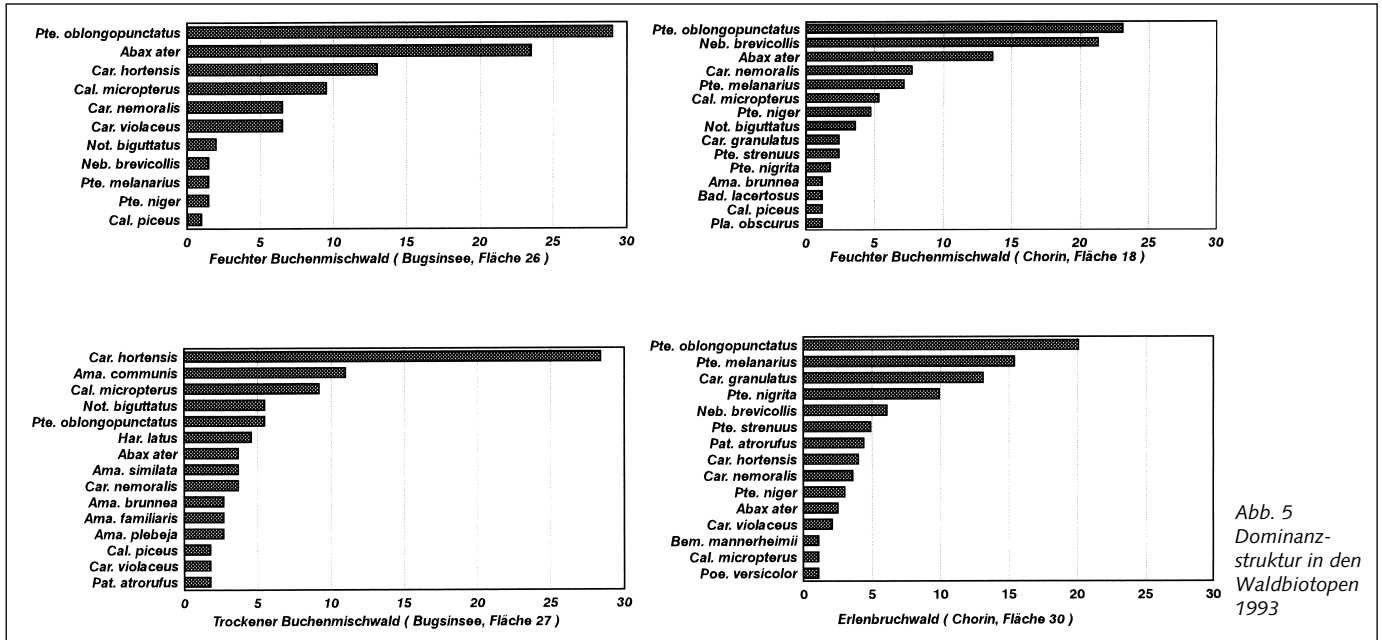 Pte. oblongopunctatus
Abax ater
Car. hortensis
Cal. micropterus
Car. nemoralis
Car. violaceus
Not. biguttatus
Neb. brevicollis
Pte. melanarius
Pte. niger
Cal. piceus
0 5 10 15 20 25 30
Feuchter Buchenmischwald ( Bugsinsee, Fläche 26 )
Pte. oblongopunctatus
Neb. brevicollis
Abax ater
Car. nemoralis
Pte. melanarius
Cal. micropterus
Pte. niger
Not. biguttatus
Car. granulatus
Pte. strenuus
Pte. nigrita
Ama. brunnea
Bad. lacertosus
Cal. piceus
Pla. obscurus
0 5 10 15 20 25 30
Feuchter Buchenmischwald ( Chorin, Fläche 18 )
Car. hortensis
Ama. communis
Cal. micropterus
Not. biguttatus
Pte. oblongopunctatus
Har. latus
Abax ater
Ama. similata
Car. nemoralis
Ama. brunnea
Ama. familiaris
Ama. plebeja
Cal. piceus
Car. violaceus
Pat. atrorufus
0 5 10 15 20 25 30
Trockener Buchenmischwald ( Bugsinsee, Fläche 27 )
Pte. oblongopunctatus
Pte. melanarius
Car. granulatus
Pte. nigrita
Neb. brevicollis
Pte. strenuus
Pat. atrorufus
Car. hortensis
Car. nemoralis
Pte. niger
Abax ater
Car. violaceus
Bem. mannerheimii
Cal. micropterus
Poe. versicolor
0 5 10 15 20 25 30
Erlenbruchwald ( Chorin, Fläche 30 )
Abb. 5
Dominanz-
struktur in den
Waldbiotopen
1993